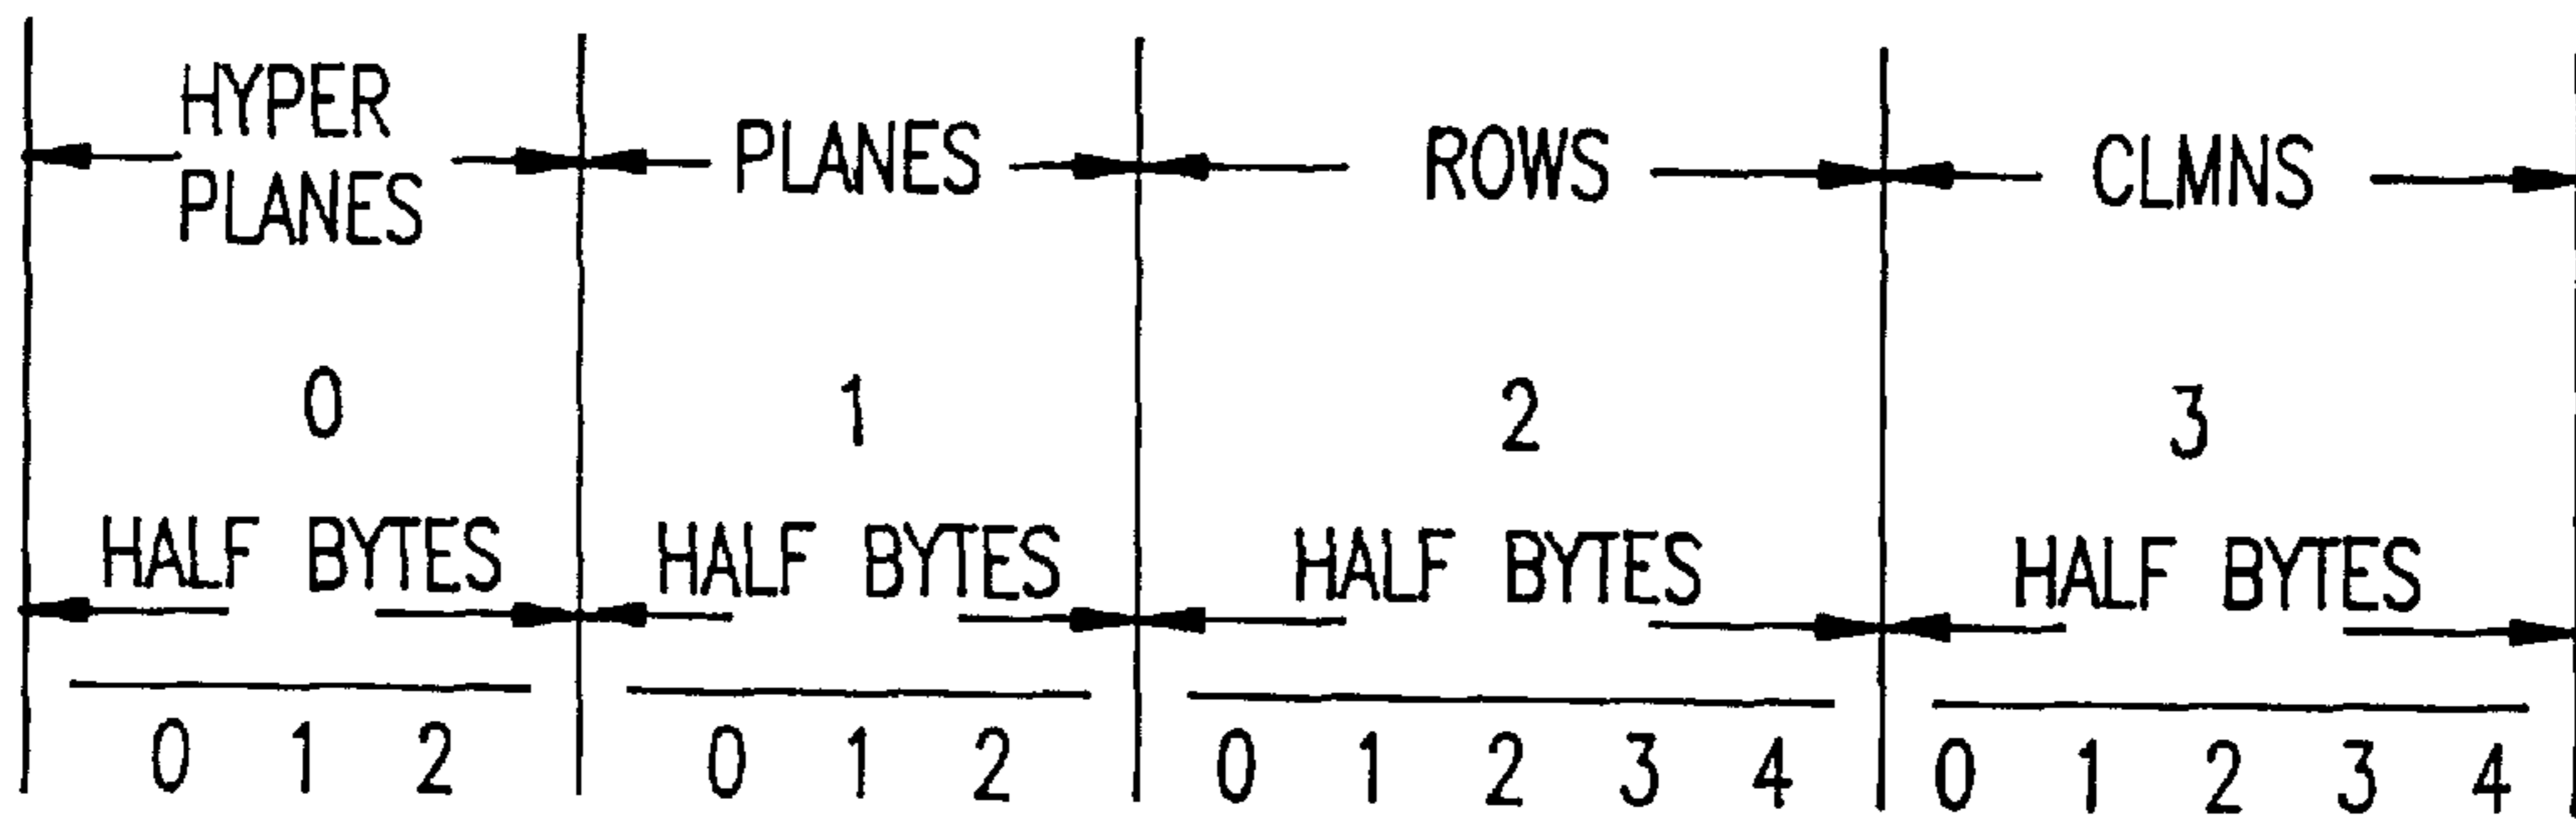 HYPER
PLANES PLANES ROWS CLMNS
0 1 2 3
HALF BYTES HALF BYTES HALF BYTES HALF BYTES
0 1 2 0 1 2 0 1 2 3 4 0 1 2 3 4